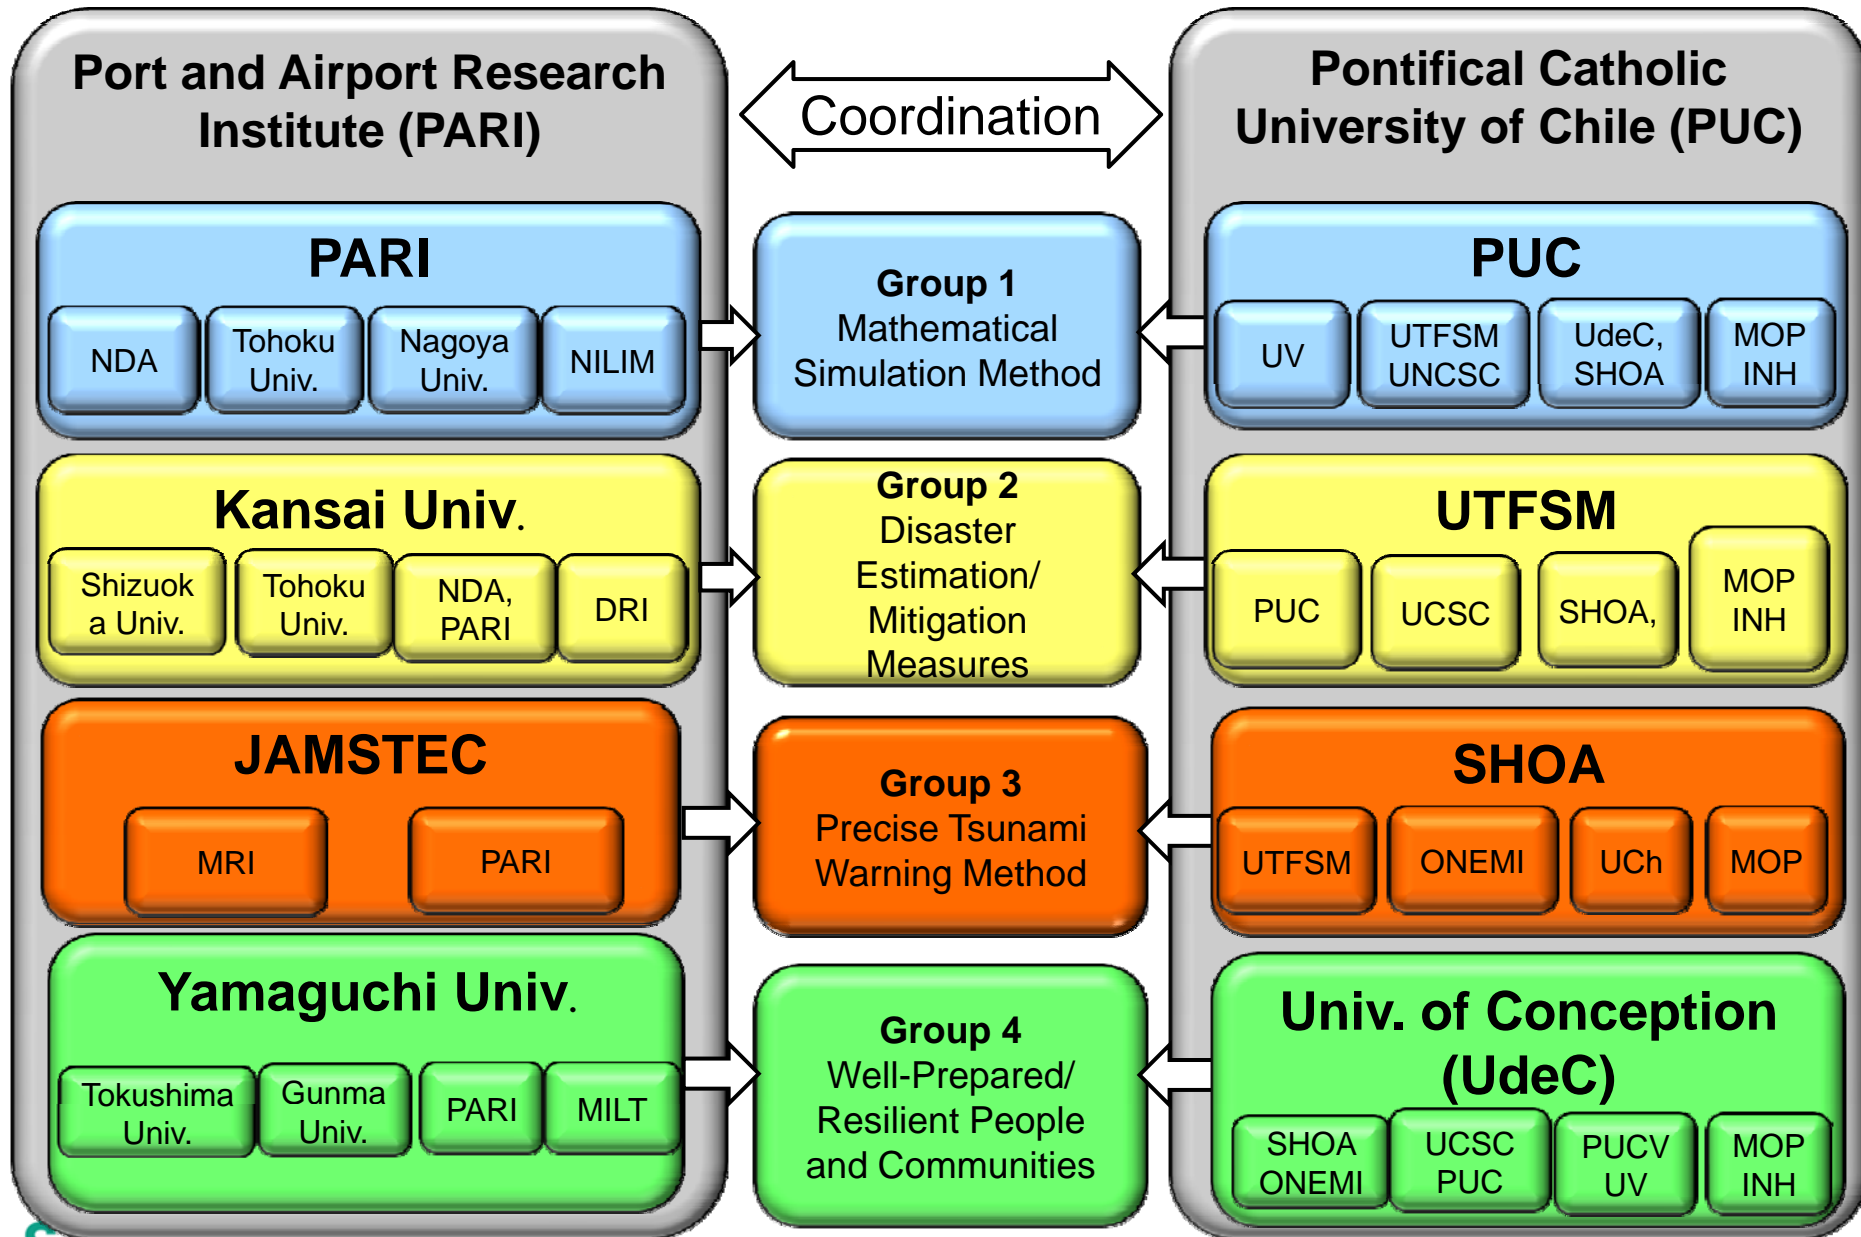 Port and Airport Research
Institute (PARI)
Coordination
Pontifical Catholic
University of Chile (PUC)
PARI
NDA
Tohoku
Univ.
Nagoya
Univ.
NILIM
Group 1
Mathematical
Simulation Method
PUC
UV
UTFSM
UNCSC
UdeC,
SHOA
MOP
INH
Kansai Univ.
Shizuok
a Univ.
Tohoku
Univ.
NDA,
PARI
DRI
Group 2
Disaster
Estimation/
Mitigation
Measures
UTFSM
PUC
UCSC
SHOA,
MOP
INH
JAMSTEC
MRI
PARI
Group 3
Precise Tsunami
Warning Method
SHOA
UTFSM
ONEMI
UCh
MOP
Yamaguchi Univ.
Tokushima
Univ.
Gunma
Univ.
PARI
MILT
Group 4
Well-Prepared/
Resilient People
and Communities
Univ. of Conception
(UdeC)
SHOA
ONEMI
UCSC
PUC
PUCV
UV
MOP
INH